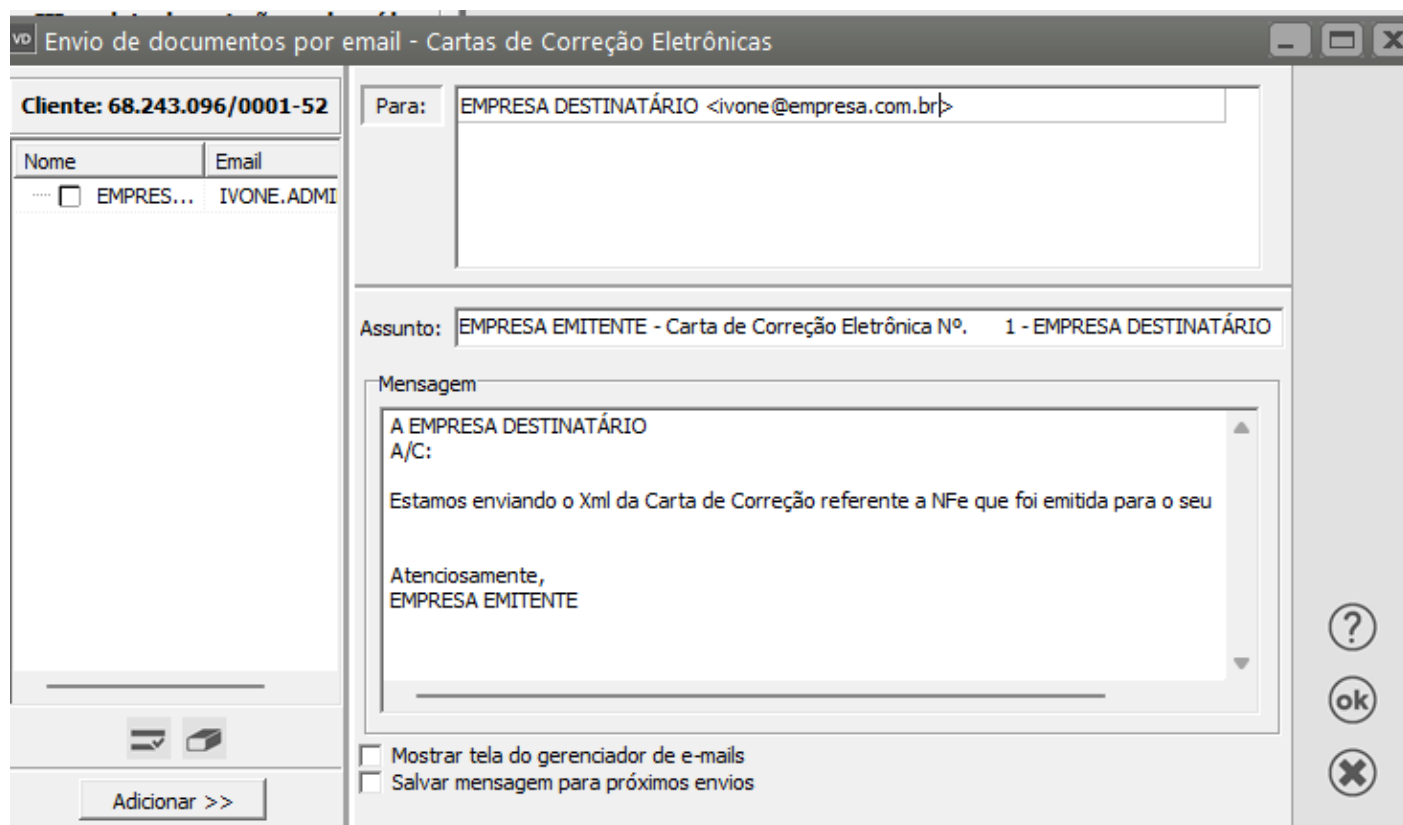 VD Envio de documentos por email - Cartas de Correção Eletrônicas
Cliente: 68.243.096/0001-52
Nome Email
EMPRES... IVONE.ADMI
Adicionar >>
Para: EMPRESA DESTINATÁRIO <ivone@empresa.com.br>
Assunto: EMPRESA EMITENTE - Carta de Correção Eletrônica Nº. 1 - EMPRESA DESTINATÁRIO
Mensagem
A EMPRESA DESTINATÁRIO
A/C:
Estamos enviando o Xml da Carta de Correção referente a NFe que foi emitida para o seu
Atenciosamente,
EMPRESA EMITENTE
Mostrar tela do gerenciador de e-mails
Salvar mensagem para próximos envios
?
ok